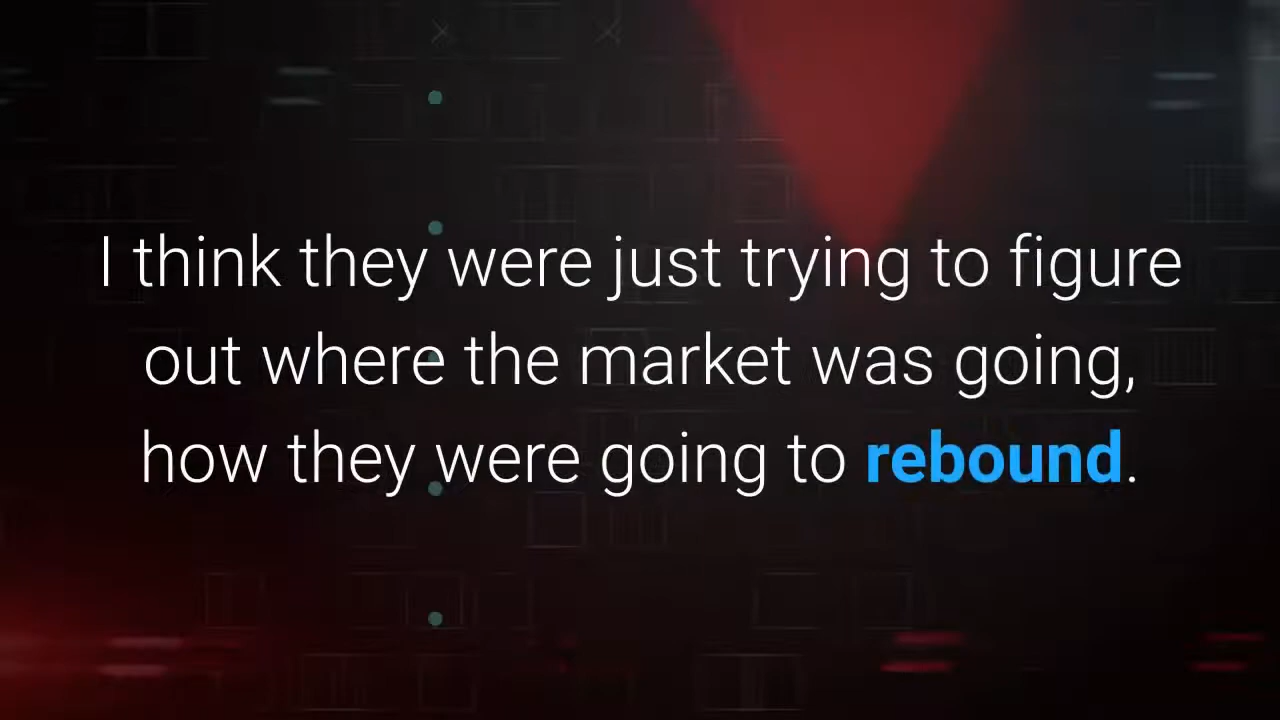 I think they were just trying to figure
out where the market was going,
how they were going to rebound.